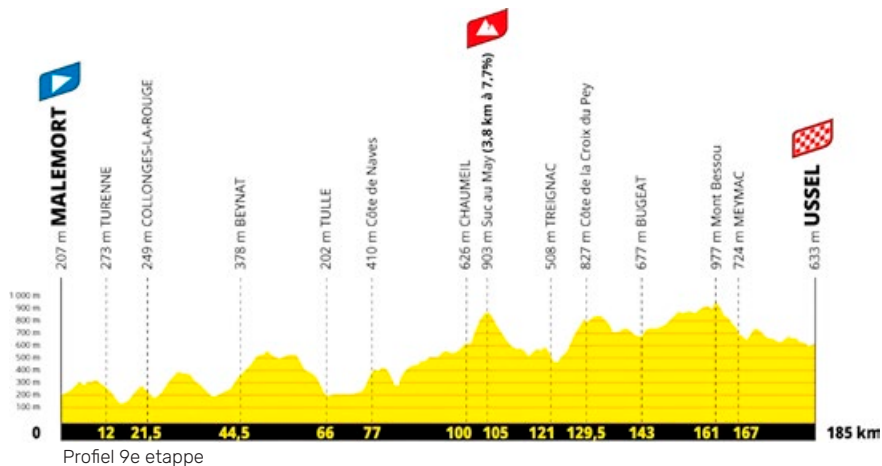 207 m MALEMORT
273 m TURENNE
249 m COLLONGES-LA-ROUGE
378 m BEYNAT
202 m TULLE
410 m Côte de Naves
626 m CHAUMEIL
903 m Suc au May (3,8 km à 7,7%)
508 m TREIGNAC
827 m Côte de la Croix du Pey
677 m BUGEAT
977 m Mont Bessou
724 m MEYMAC
633 m USSEL
1 000 m
900 m
800 m
700 m
600 m
500 m
400 m
300 m
200 m
100 m
0 12 21,5 44,5 66 77 100 105 121 129,5 143 161 167 185 km
Profiel 9e etappe